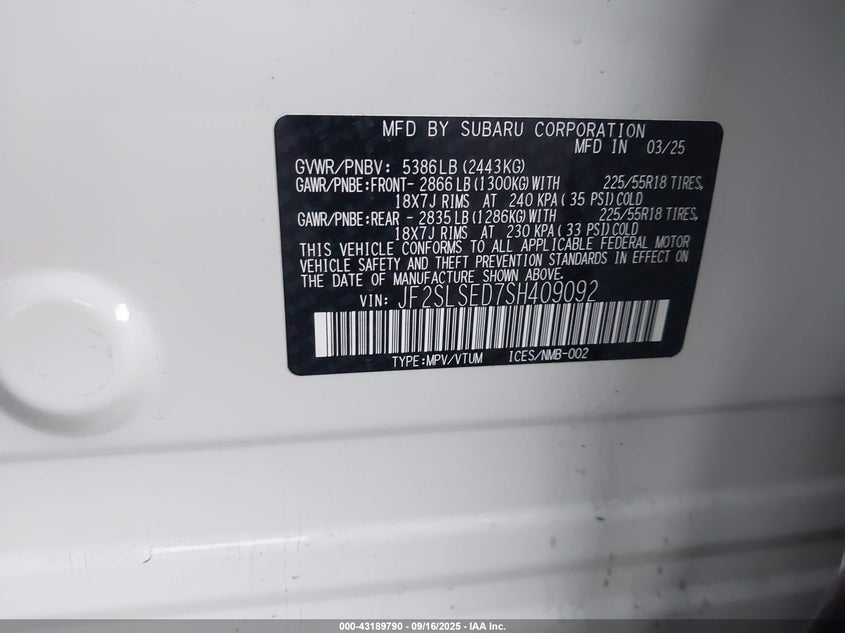 MFD BY SUBARU CORPORATION
MFD IN 03/25
GVWR/PNBV: 5386LB (2443KG)
GAWR/PNBE:FRONT- 2866LB (1300KG)WITH 225/55R18 TIRES,
18X7J RIMS AT 240 KPA( 35 PSI)COLD
GAWR/PNBE:REAR - 2835LB (1286KG)WITH 225/55R18 TIRES,
18X7J RIMS AT 230 KPA( 33 PSI)COLD
THIS VEHICLE CONFORMS TO ALL APPLICABLE FEDERAL MOTOR
VEHICLE SAFETY AND THEFT PREVENTION STANDARDS IN EFFECT ON
THE DATE OF MANUFACTURE SHOWN ABOVE.
VIN: JF2SLSED7SH409092
TYPE:MPV/VTUM ICES/NMB-002
000-43189790 - 09/16/2025 - IAA Inc.